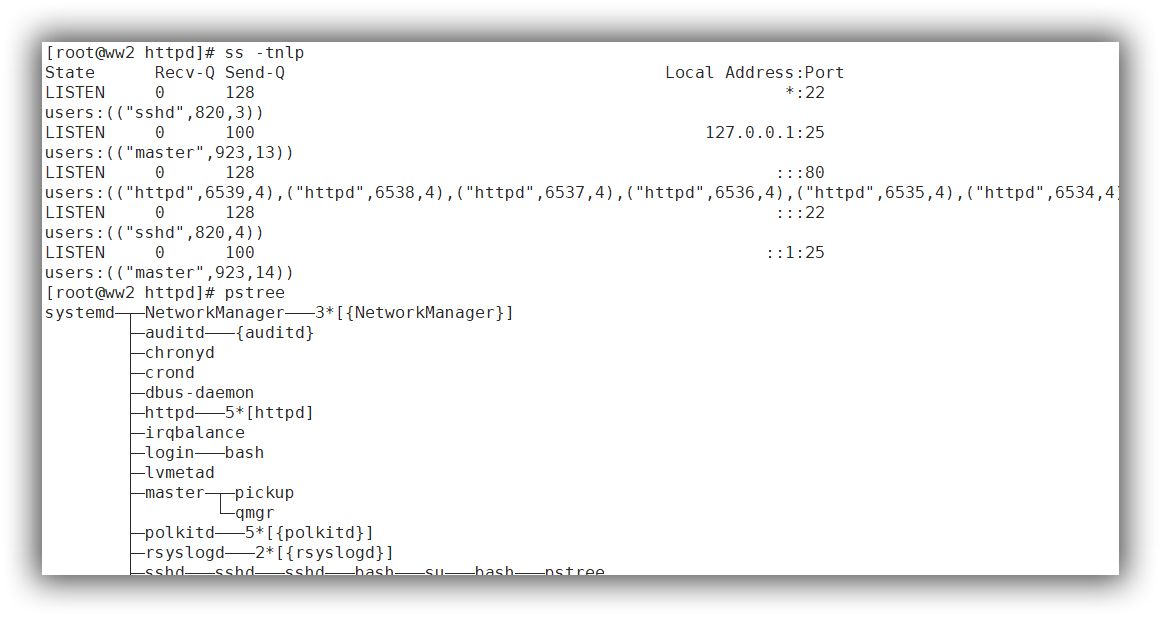 [root@ww2 httpd]# ss -tnlp
State      Recv-Q Send-Q                                      Local Address:Port
LISTEN     0      128                                                     *:22
users:(("sshd",820,3))
LISTEN     0      100                                             127.0.0.1:25
users:(("master",923,13))
LISTEN     0      128                                                    :::80
users:(("httpd",6539,4),("httpd",6538,4),("httpd",6537,4),("httpd",6536,4),("httpd",6535,4),("httpd",6534,4)
LISTEN     0      128                                                    :::22
users:(("sshd",820,4))
LISTEN     0      100                                                   ::1:25
users:(("master",923,14))
[root@ww2 httpd]# pstree
systemd─┬─NetworkManager───3*[{NetworkManager}]
        ├─auditd───{auditd}
        ├─chronyd
        ├─crond
        ├─dbus-daemon
        ├─httpd───5*[httpd]
        ├─irqbalance
        ├─login───bash
        ├─lvmetad
        ├─master─┬─pickup
        │        └─qmgr
        ├─polkitd───5*[{polkitd}]
        ├─rsyslogd───2*[{rsyslogd}]
        ├─sshd───sshd───sshd───bash───su───bash───pstree